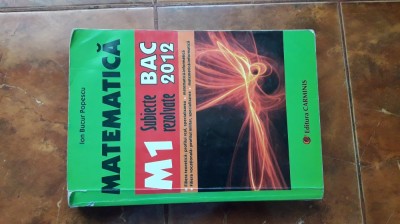 Ion Bucur Popescu
MATEMATICĂ
M1
Subiecte
rezolvate
BAC
2012
Editura CARMINIS